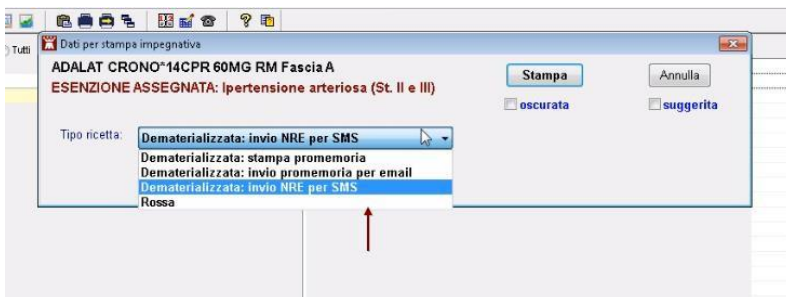 Tutti
Dati per stampa impegnativa
ADALAT CRONO*14CPR 60MG RM Fascia A
ESENZIONE ASSEGNATA: Ipertensione arteriosa (St. II e III)
Stampa
Annulla
oscurata
suggerita
Tipo ricetta:
Dematerializzata: invio NRE per SMS
Dematerializzata: stampa promemoria
Dematerializzata: invio promemoria per email
Dematerializzata: invio NRE per SMS
Rossa